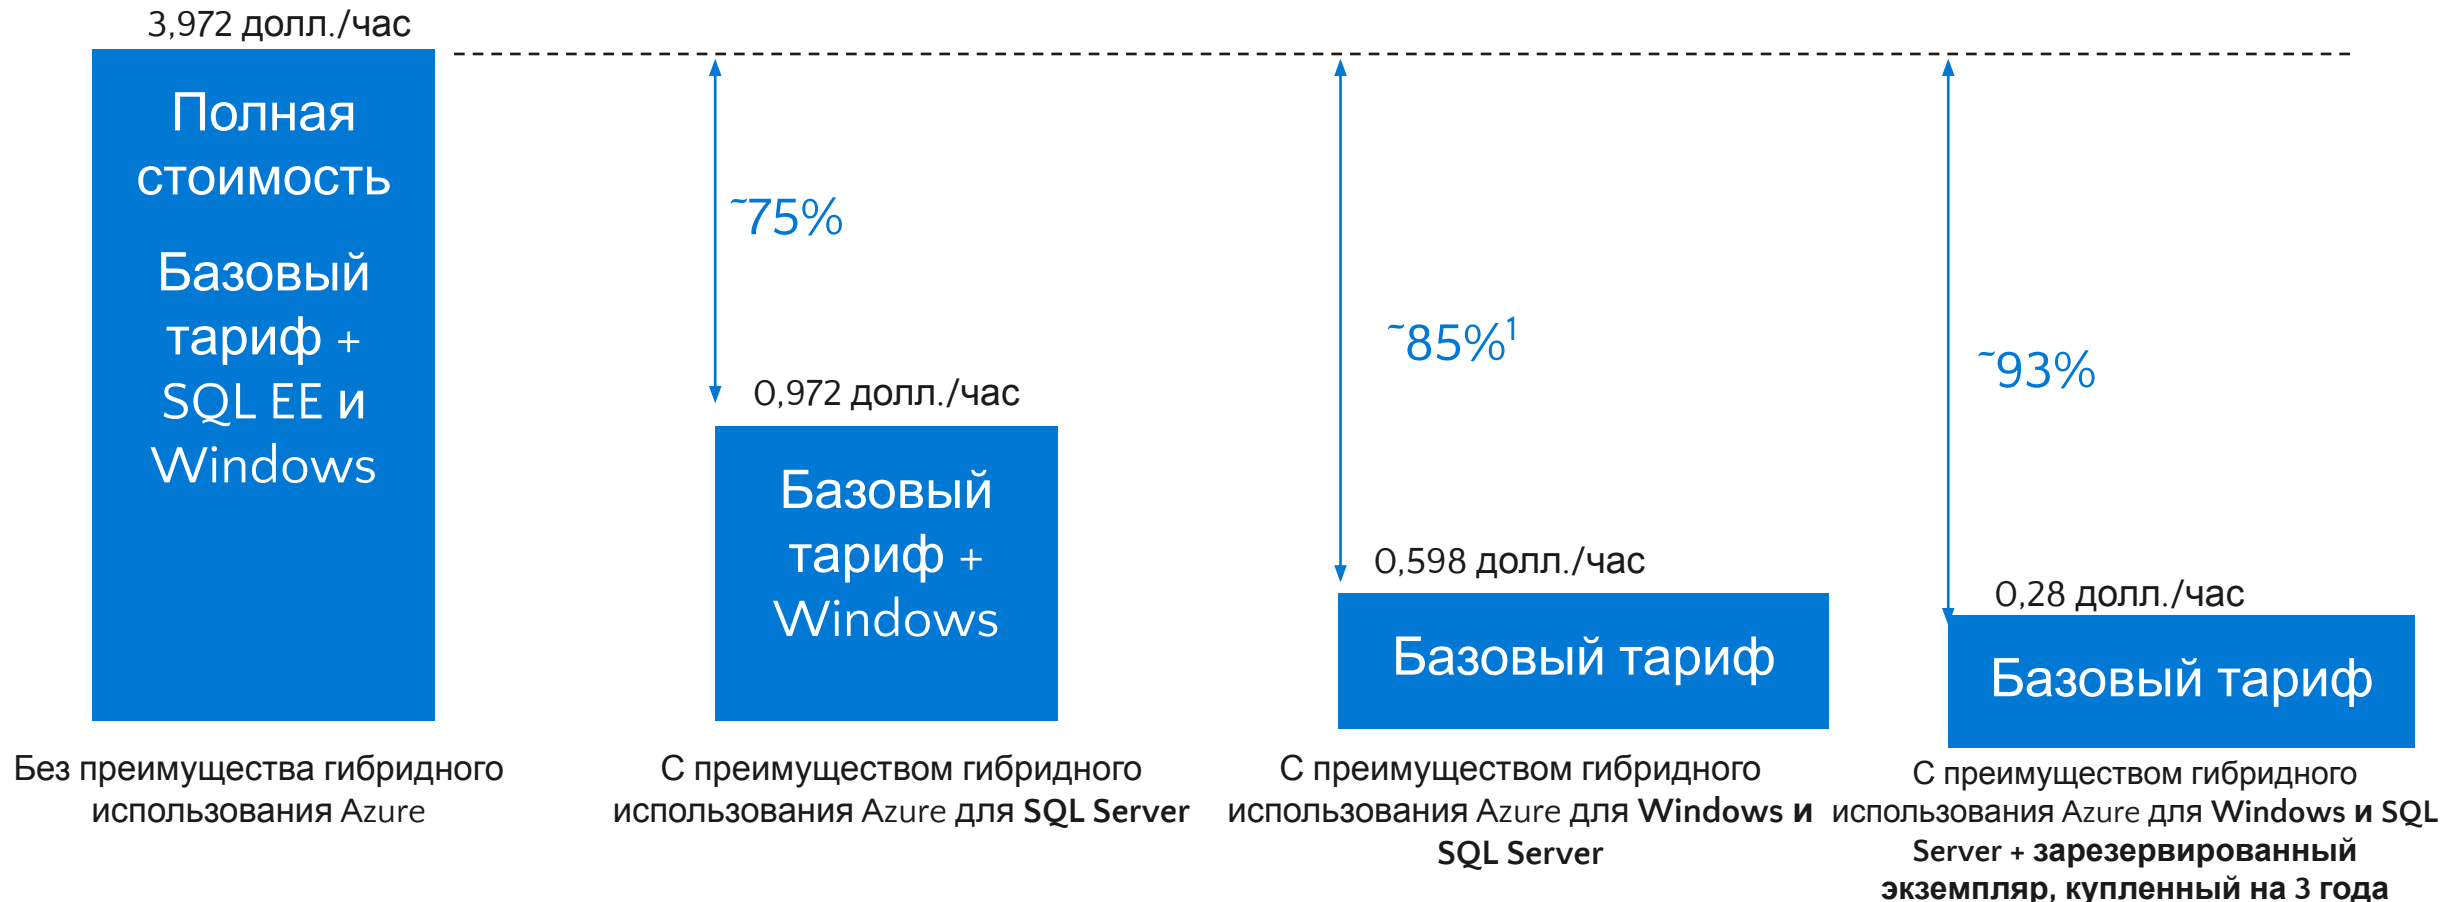 3,972 долл./час
Полная
стоимость
Базовый
тариф +
SQL EE и
Windows
Без преимущества гибридного
использования Azure
~75%
0,972 долл./час
Базовый
тариф +
Windows
С преимуществом гибридного
использования Azure для SQL Server
~85%¹
0,598 долл./час
Базовый тариф
С преимуществом гибридного
использования Azure для Windows и
SQL Server
~93%
0,28 долл./час
Базовый тариф
С преимуществом гибридного
использования Azure для Windows и SQL
Server + зарезервированный
экземпляр, купленный на 3 года